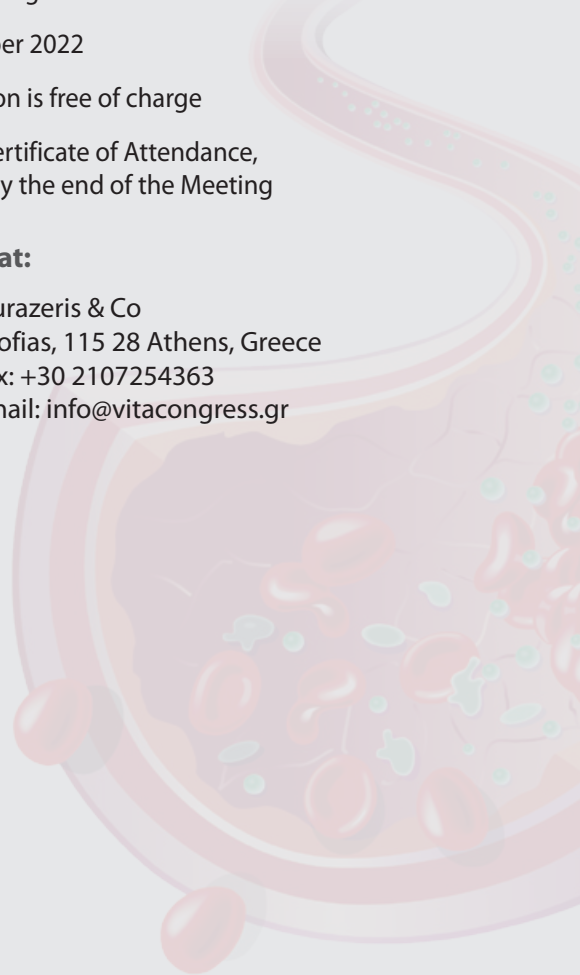 er 2022
on is free of charge
ertificate of Attendance,
y the end of the Meeting
at:
urazeris & Co
ofias, 115 28 Athens, Greece
x: +30 2107254363
nail: info@vitacongress.gr